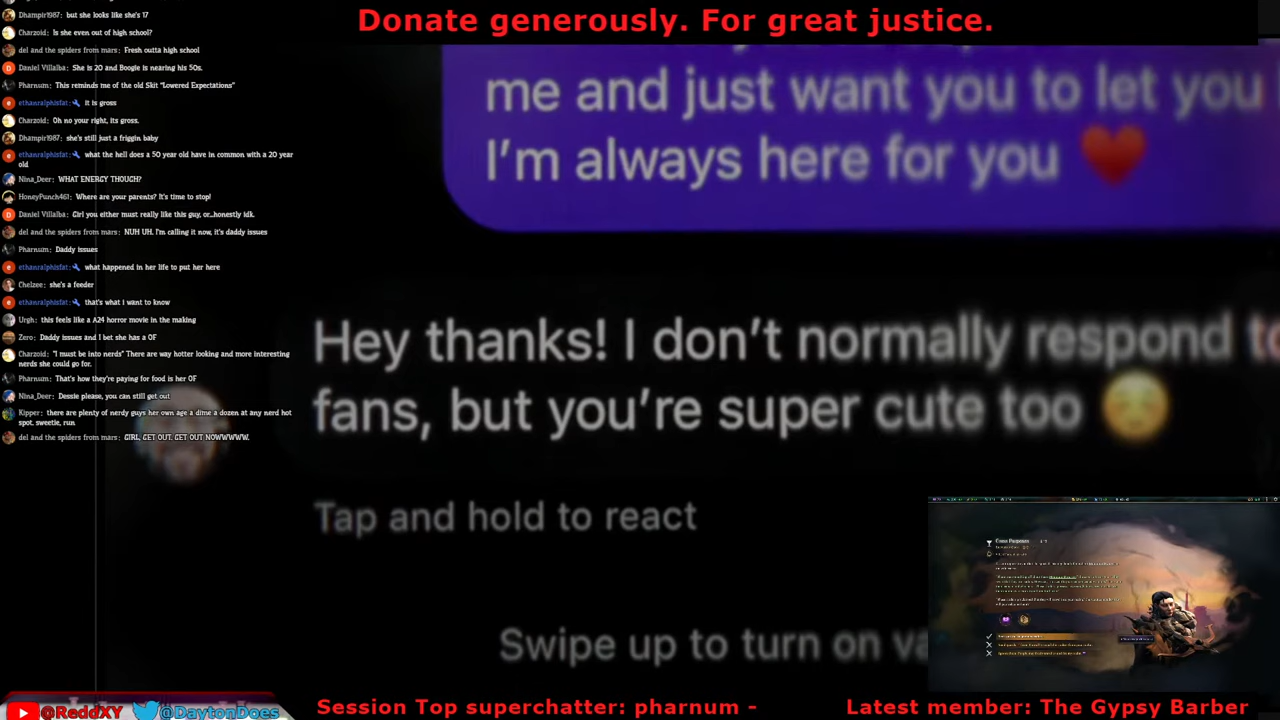 Donate generously. For great justice.
Dhampir1987: but she looks like she's 17
Charzoid: Is she even out of high school?
del and the spiders from mars: Fresh outta high school
Daniel Villalba: She is 20 and Boogie is nearing his 50s.
Pharnum: This reminds me of the old Skit "Lowered Expectations"
ethanralphisfat: it is gross
Charzoid: Oh no your right, its gross.
Dhampir1987: she's still just a friggin baby
ethanralphisfat: what the hell does a 50 year old have in common with a 20 year
old
Nina_Deer: WHAT ENERGY THOUGH?
HoneyPunch461: Where are your parents? It's time to stop!
Daniel Villalba: Girl you either must really like this guy, or...honestly idk.
del and the spiders from mars: NUH UH. I'm calling it now, it's daddy issues
Pharnum: Daddy issues
ethanralphisfat: what happened in her life to put her here
Chelzee: she's a feeder
ethanralphisfat: that's what i want to know
Urgh: this feels like a A24 horror movie in the making
Zero: Daddy issues and I bet she has a OF
Charzoid: "I must be into nerds" There are way hotter looking and more interesting
nerds she could go for.
Pharnum: That's how they're paying for food is her OF
Nina_Deer: Dessie please, you can still get out
Kipper: there are plenty of nerdy guys her own age a dime a dozen at any nerd hot
spot, sweetie, run.
del and the spiders from mars: GIRL, GET OUT. GET OUT NOWWWWW.
me and just want you to let you
I'm always here for you ❤
Hey thanks! I don't normally respond to
fans, but you're super cute too
Tap and hold to react
Swipe up to turn on va
@ReddXY
@DaytonDoes
Session Top superchatter: pharnum -
Latest member: The Gypsy Barber